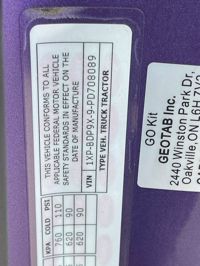 THIS VEHICLE CONFORMS TO ALL
APPLICABLE FEDERAL MOTOR VEHICLE
SAFETY STANDARDS IN EFFECT ON THE
DATE OF MANUFACTURE
VIN 1XP-BDP9X-9-PD708089
TYPE VEH. TRUCK TRACTOR
KPA COLD PSI
760 110
620 90
620 90
GO Kit
GEOTAB Inc.
2440 Winston Park Dr,
Oakville, ON L6H 7V2